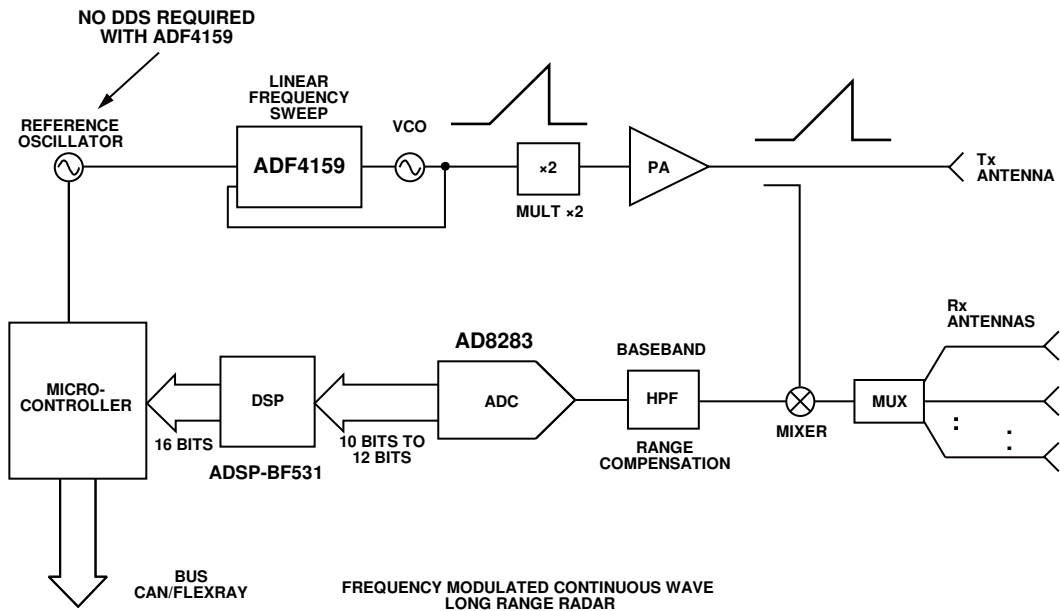 NO DDS REQUIRED
WITH ADF4159
REFERENCE
OSCILLATOR
LINEAR
FREQUENCY
SWEEP
ADF4159
VCO
×2
MULT ×2
PA
Tx
ANTENNA
MICRO-
CONTROLLER
16 BITS
DSP
ADSP-BF531
10 BITS TO
12 BITS
AD8283
ADC
BASEBAND
HPF
RANGE
COMPENSATION
MIXER
MUX
Rx
ANTENNAS
BUS
CAN/FLEXRAY
FREQUENCY MODULATED CONTINUOUS WAVE
LONG RANGE RADAR